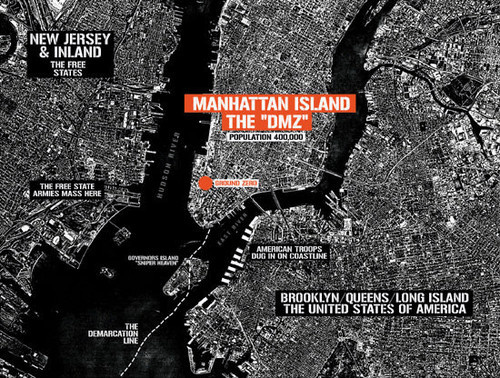 NEW JERSEY
& INLAND
THE FREE
STATES
MANHATTAN ISLAND
THE "DMZ"
POPULATION 400,000
HUDSON RIVER
GROUND ZERO
THE FREE STATE
ARMIES MASS HERE
EAST RIVER
AMERICAN TROOPS
DUG IN ON COASTLINE
GOVERNORS ISLAND
"SNIPER HEAVEN"
BROOKLYN/QUEENS/LONG ISLAND
THE UNITED STATES OF AMERICA
THE
DEMARCATION
LINE